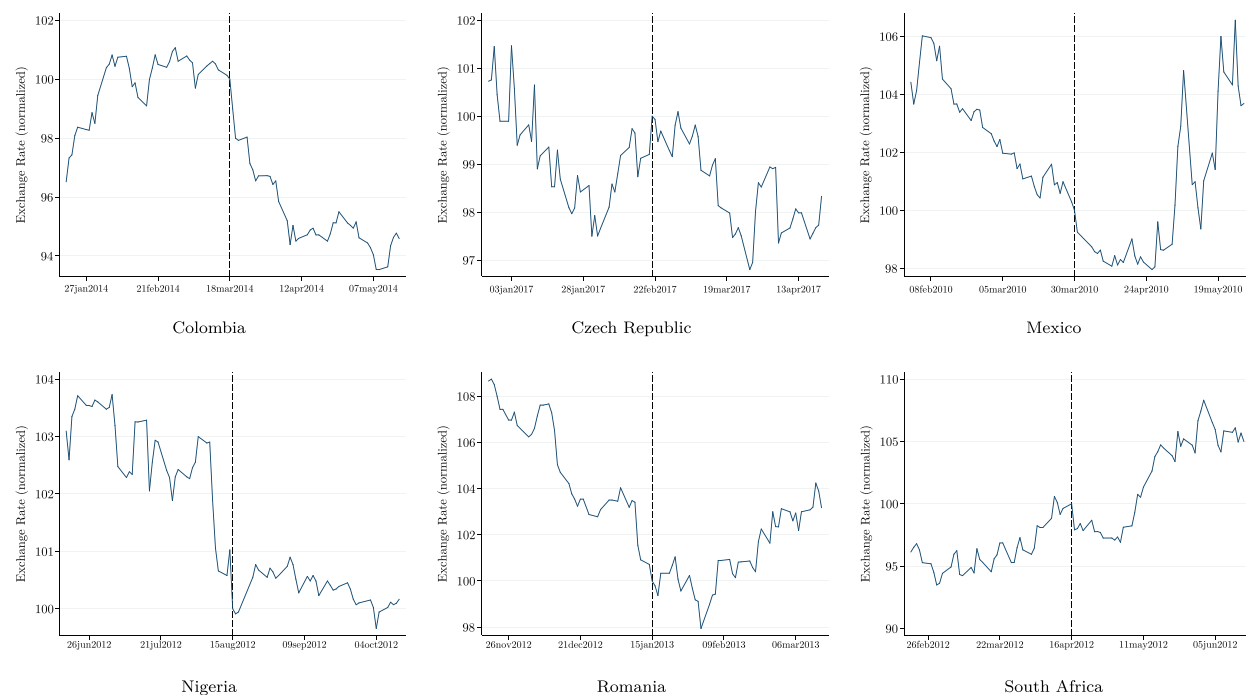 102
100
98
96
94
Exchange Rate (normalized)
27jan2014 21feb2014 18mar2014 12apr2014 07may2014
Colombia
102
101
100
99
98
97
Exchange Rate (normalized)
03jan2017 28jan2017 22feb2017 19mar2017 13apr2017
Czech Republic
106
104
102
100
98
Exchange Rate (normalized)
08feb2010 05mar2010 30mar2010 24apr2010 19may2010
Mexico
104
103
102
101
100
Exchange Rate (normalized)
26jun2012 21jul2012 15aug2012 09sep2012 04oct2012
Nigeria
108
106
104
102
100
98
Exchange Rate (normalized)
26nov2012 21dec2012 15jan2013 09feb2013 06mar2013
Romania
110
105
100
95
90
Exchange Rate (normalized)
26feb2012 22mar2012 16apr2012 11may2012 05jun2012
South Africa